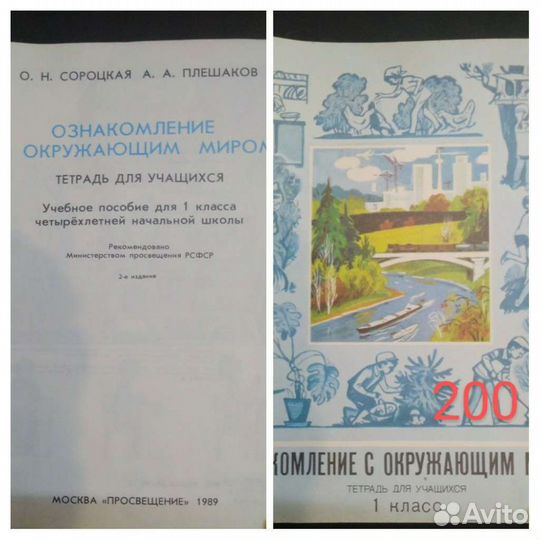 О. Н. СОРОЦКАЯ А. А. ПЛЕШАКОВ
ОЗНАКОМЛЕНИЕ
ОКРУЖАЮЩИМ МИРОМ
ТЕТРАДЬ ДЛЯ УЧАЩИХСЯ
Учебное пособие для 1 класса
четырёхлетней начальной школы
Рекомендовано
Министерством просвещения РСФСР
2-е издание
МОСКВА «ПРОСВЕЩЕНИЕ» 1989
200
КОМЛЕНИЕ С ОКРУЖАЮЩИМ М
ТЕТРАДЬ ДЛЯ УЧАЩИХСЯ
1 класс
Avito